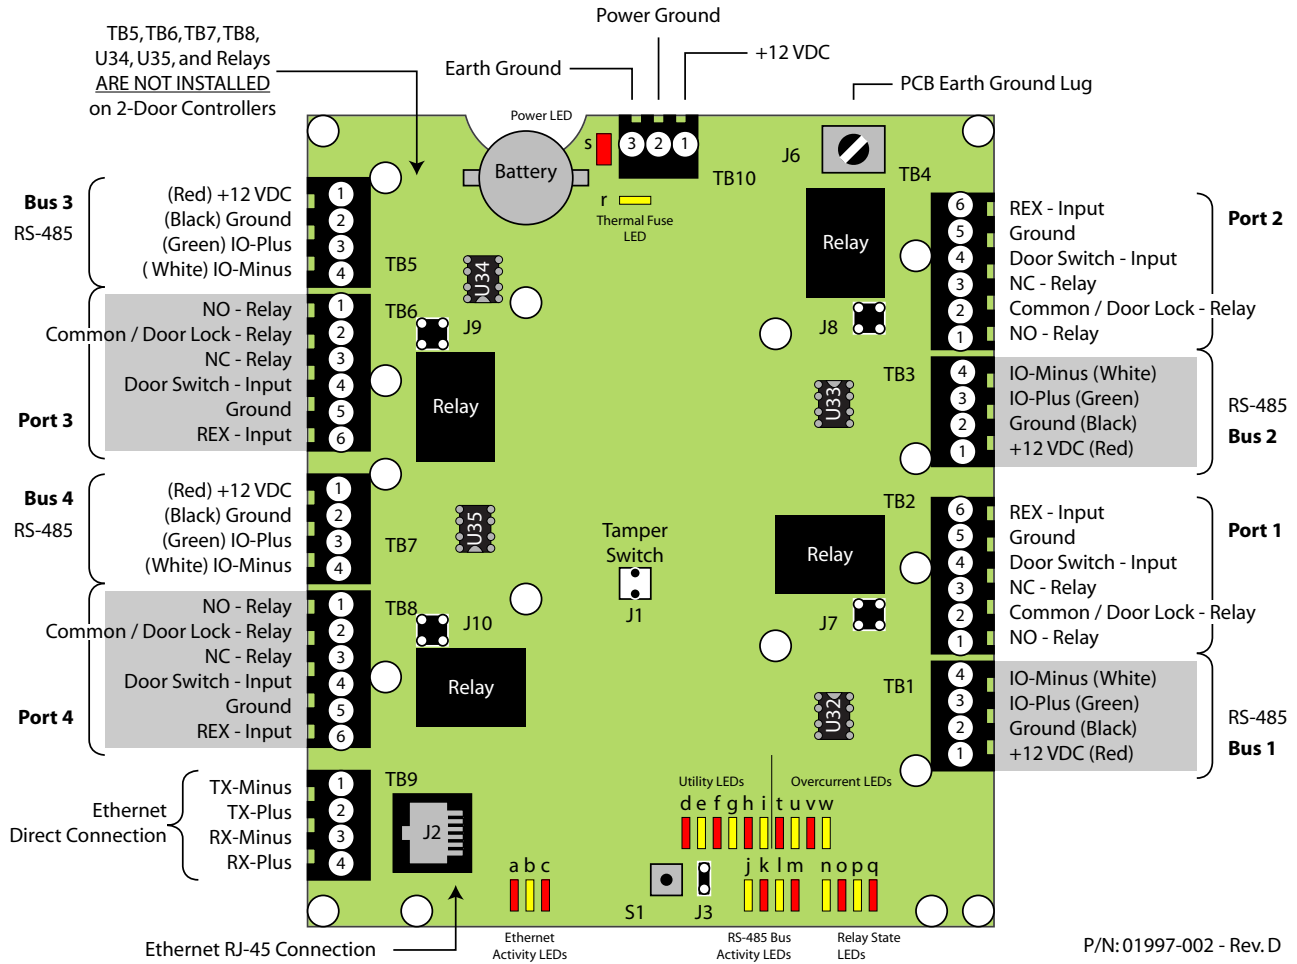 Power Ground
TB5, TB6, TB7, TB8,
U34, U35, and Relays
ARE NOT INSTALLED
on 2-Door Controllers
Earth Ground
+12 VDC
PCB Earth Ground Lug
Power LED
s
3 2 1
TB10
Battery
r
Thermal Fuse
LED
J6
TB4
Bus 3
RS-485
(Red) +12 VDC
(Black) Ground
(Green) IO-Plus
( White) IO-Minus
1
2
3
4
TB5
U34
NO - Relay
Common / Door Lock - Relay
NC - Relay
Door Switch - Input
Ground
REX - Input
Port 3
1
2
3
4
5
6
TB6
J9
Relay
Bus 4
RS-485
(Red) +12 VDC
(Black) Ground
(Green) IO-Plus
(White) IO-Minus
1
2
3
4
TB7
U35
NO - Relay
Common / Door Lock - Relay
NC - Relay
Door Switch - Input
Ground
REX - Input
Port 4
1
2
3
4
5
6
TB8
J10
Relay
Ethernet
Direct Connection
TX-Minus
TX-Plus
RX-Minus
RX-Plus
1
2
3
4
TB9
J2
Ethernet RJ-45 Connection
Tamper
Switch
J1
Relay
J8
6
5
4
3
2
1
REX - Input
Ground
Door Switch - Input
NC - Relay
Common / Door Lock - Relay
NO - Relay
Port 2
TB3
U33
4
3
2
1
IO-Minus (White)
IO-Plus (Green)
Ground (Black)
+12 VDC (Red)
RS-485
Bus 2
TB2
Relay
J7
6
5
4
3
2
1
REX - Input
Ground
Door Switch - Input
NC - Relay
Common / Door Lock - Relay
NO - Relay
Port 1
TB1
U32
4
3
2
1
IO-Minus (White)
IO-Plus (Green)
Ground (Black)
+12 VDC (Red)
RS-485
Bus 1
Utility LEDs
Overcurrent LEDs
d e f g h i t u v w
a b c
Ethernet
Activity LEDs
S1
J3
j k l m
RS-485 Bus
Activity LEDs
n o p q
Relay State
LEDs
P/N: 01997-002 - Rev. D